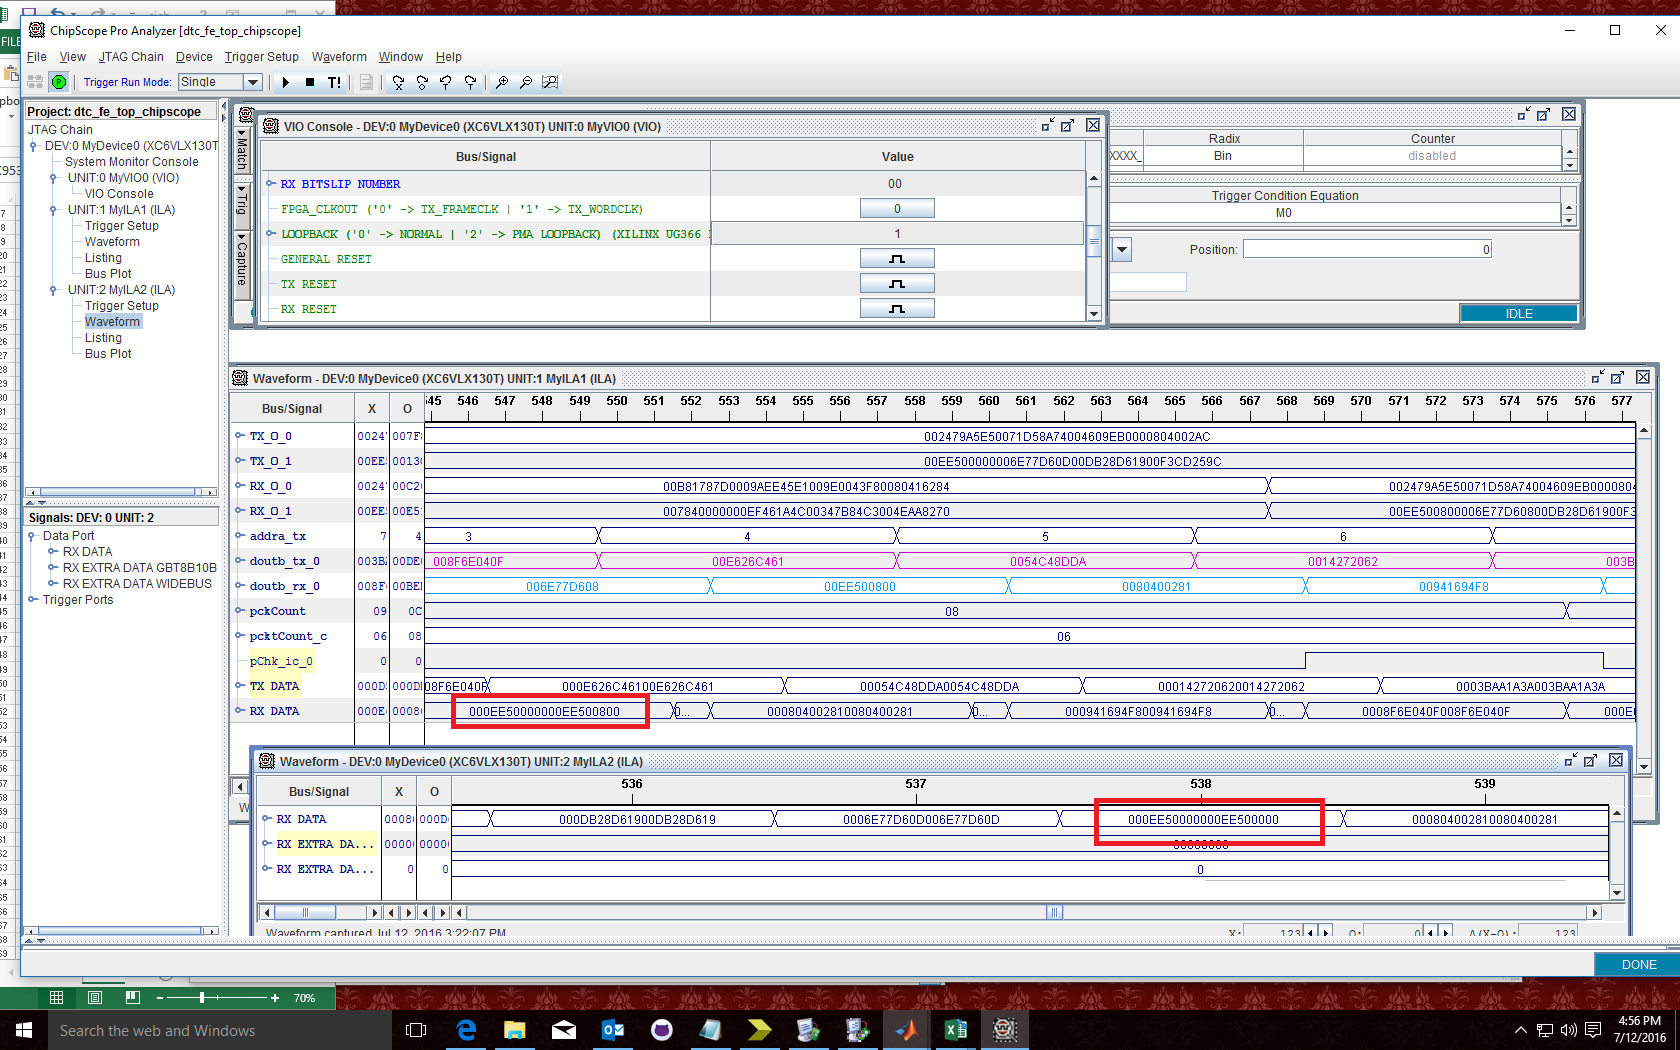 FILE
ChipScope Pro Analyzer [dtc_fe_top_chipscope]
File View JTAG Chain Device Trigger Setup Waveform Window Help
Trigger Run Mode: Single T!
Project: dtc_fe_top_chipscope
JTAG Chain
DEV:0 MyDevice0 (XC6VLX130T
System Monitor Console
UNIT:0 MyVIO0 (VIO)
VIO Console
UNIT:1 MyILA1 (ILA)
Trigger Setup
Waveform
Listing
Bus Plot
UNIT:2 MyILA2 (ILA)
Trigger Setup
Waveform
Listing
Bus Plot
Signals: DEV: 0 UNIT: 2
Data Port
RX DATA
RX EXTRA DATA GBT8B10B
RX EXTRA DATA WIDEBUS
Trigger Ports
Match
Trig
Capture
VIO Console - DEV:0 MyDevice0 (XC6VLX130T) UNIT:0 MyVIO0 (VIO)
Bus/Signal Value
RX BITSLIP NUMBER 00
FPGA_CLKOUT ('0' -> TX_FRAMECLK | '1' -> TX_WORDCLK) 0
LOOPBACK ('0' -> NORMAL | '2' -> PMA LOOPBACK) (XILINX UG366 1
GENERAL RESET
TX RESET
RX RESET
Radix Counter
XXXX_ Bin disabled
Trigger Condition Equation
M0
Position: 0
IDLE
Waveform - DEV:0 MyDevice0 (XC6VLX130T) UNIT:1 MyILA1 (ILA)
Bus/Signal X O 545 546 547 548 549 550 551 552 553 554 555 556 557 558 559 560 561 562 563 564 565 566 567 568 569 570 571 572 573 574 575 576 577
TX_O_0 0024 007F 002479A5E50071D58A74004609EB0000804002AC
TX_O_1 00EE 0013 00EE500000006E77D60D00DB28D61900F3CD259C
RX_O_0 0024 00C2 00B81787D0009AEE45E1009E0043F80080416284 002479A5E50071D58A74004609EB0000804
RX_O_1 00EE 00E5 007840000000EF461A4C00347B84C3004EAA8270 00EE500800006E77D60800DB28D61900F3
addra_tx 7 4 3 4 5 6
doutb_tx_0 003B 00DE 008F6E040F 00E626C461 0054C48DDA 0014272062 003B
doutb_rx_0 008F 00BE 006E77D608 00EE500800 0080400281 00941694F8
pckCount 09 0C 08
pcktCount_c 06 08 06
pChk_ic_0 0 0
TX DATA 000D 000D 08F6E040F 000E626C46100E626C461 00054C48DDA0054C48DDA 00014272062​0014272062 0003BAA1A3A003BAA1A3A
RX DATA 000E 0008 000EE50000000EE500800 0... 000804002810080400281 0... 000941694F800941694F8 0... 0008F6E040F008F6E040F 000E
Waveform - DEV:0 MyDevice0 (XC6VLX130T) UNIT:2 MyILA2 (ILA)
Bus/Signal X O 536 537 538 539
RX DATA 0008 000D 000DB28D61900DB28D619 0006E77D60D006E77D60D 000EE50000000EE500000 000804002810080400281
RX EXTRA DA... 0000 0000 00000000
RX EXTRA DA... 0 0 0
Waveform captured Jul 12, 2016 3:22:07 PM X: 123 O: 0 Δ(X-O): 123
DONE
70%
Search the web and Windows
4:56 PM
7/12/2016